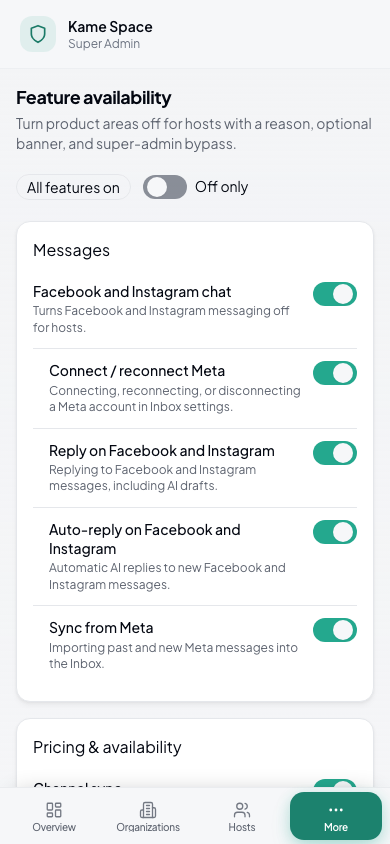 Kame Space
Super Admin
Feature availability
Turn product areas off for hosts with a reason, optional
banner, and super-admin bypass.
All features on
Off only
Messages
Facebook and Instagram chat
Turns Facebook and Instagram messaging off
for hosts.
Connect / reconnect Meta
Connecting, reconnecting, or disconnecting
a Meta account in Inbox settings.
Reply on Facebook and Instagram
Replying to Facebook and Instagram
messages, including AI drafts.
Auto-reply on Facebook and
Instagram
Automatic AI replies to new Facebook and
Instagram messages.
Sync from Meta
Importing past and new Meta messages into
the Inbox.
Pricing & availability
Channel sync
Overview
Organizations
Hosts
More